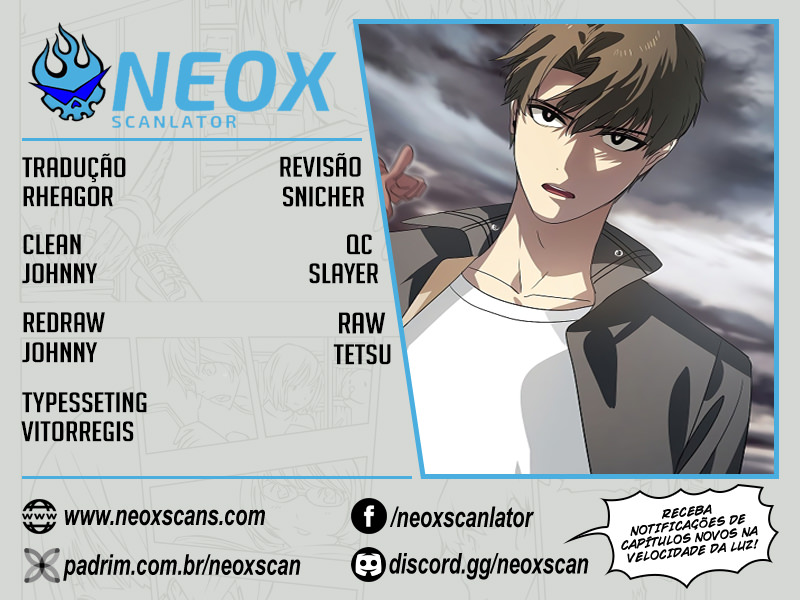 NEOX
SCANLATOR
TRADUÇÃO
RHEAGOR
REVISÃO
SNICHER
CLEAN
JOHNNY
QC
SLAYER
REDRAW
JOHNNY
RAW
TETSU
TYPESSETING
VITORREGIS
www
www.neoxscans.com
/neoxscanlator
padrim.com.br/neoxscan
discord.gg/neoxscan
RECEBA
NOTIFICAÇÕES DE
CAPÍTULOS NOVOS NA
VELOCIDADE DA LUZ!